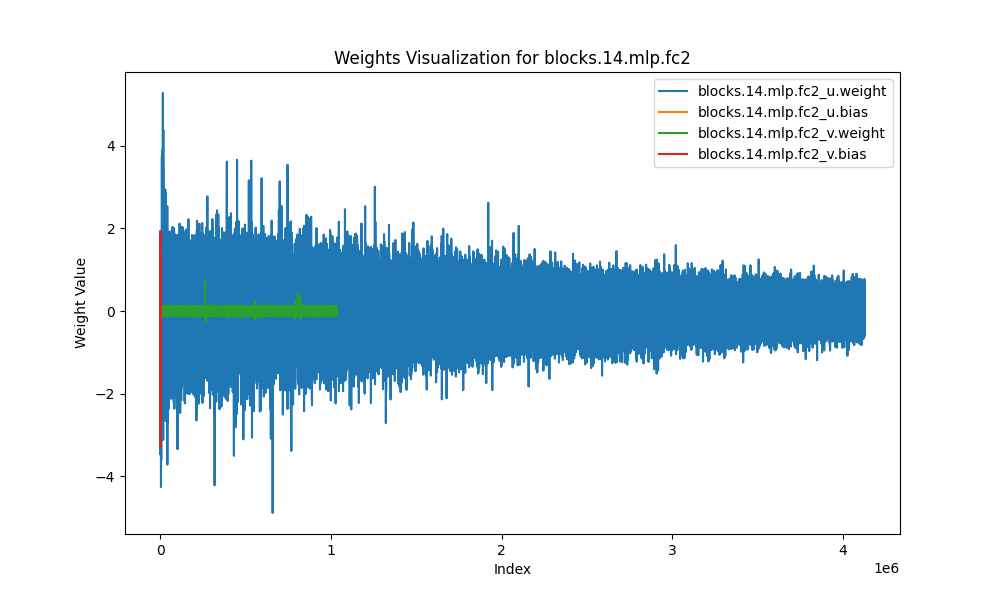 Weights Visualization for blocks.14.mlp.fc2
blocks.14.mlp.fc2_u.weight
blocks.14.mlp.fc2_u.bias
blocks.14.mlp.fc2_v.weight
blocks.14.mlp.fc2_v.bias
Weight Value
4
2
0
−2
−4
0 1 2 3 4
1e6
Index